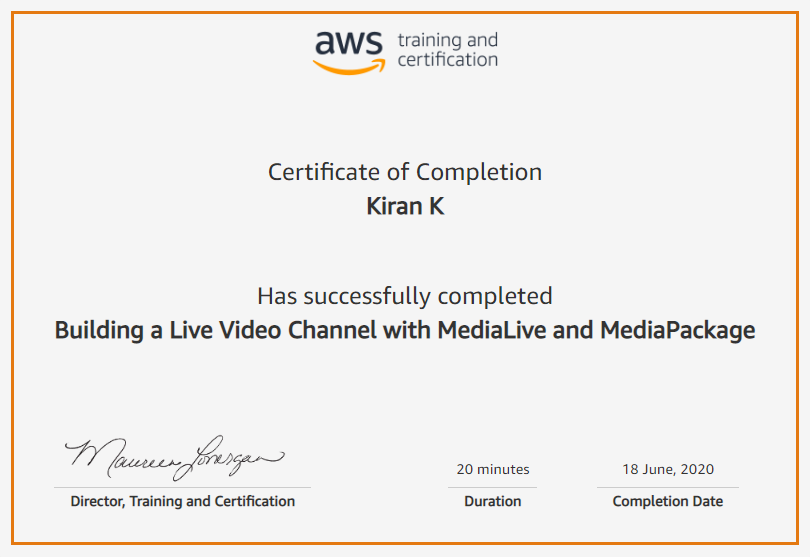 aws training and
certification
Certificate of Completion
Kiran K
Has successfully completed
Building a Live Video Channel with MediaLive and MediaPackage
Maureen Lonergan
20 minutes
18 June, 2020
Director, Training and Certification
Duration
Completion Date